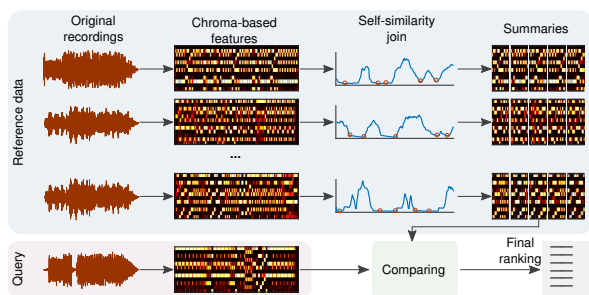 Original
recordings
Chroma-based
features
Self-similarity
join
Summaries
Reference data
...
Query
Comparing
Final
ranking